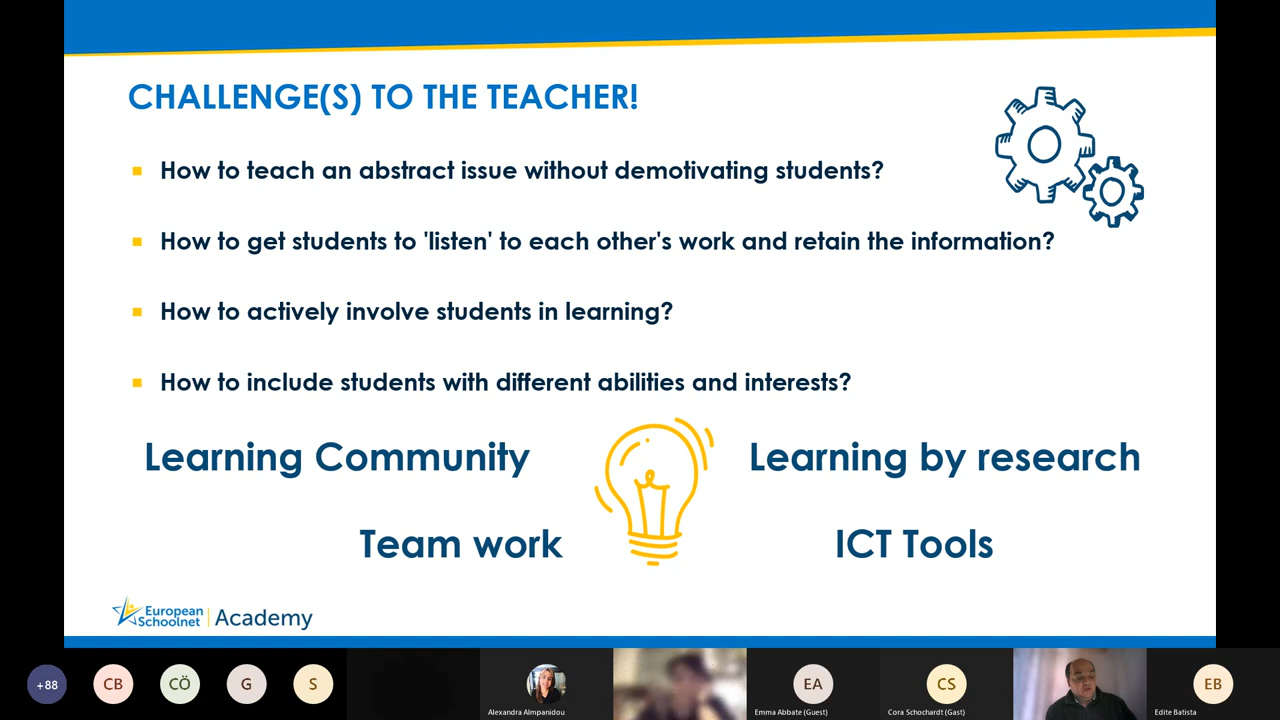 CHALLENGE(S) TO THE TEACHER!
How to teach an abstract issue without demotivating students?
How to get students to 'listen' to each other's work and retain the information?
How to actively involve students in learning?
How to include students with different abilities and interests?
Learning Community
Learning by research
Team work
ICT Tools
European
Schoolnet
Academy
+88
CB
CÖ
G
S
EA
CS
EB
Alexandra Almpanidou
Emma Abbate (Guest)
Cora Schochardt (Gast)
Edite Batista